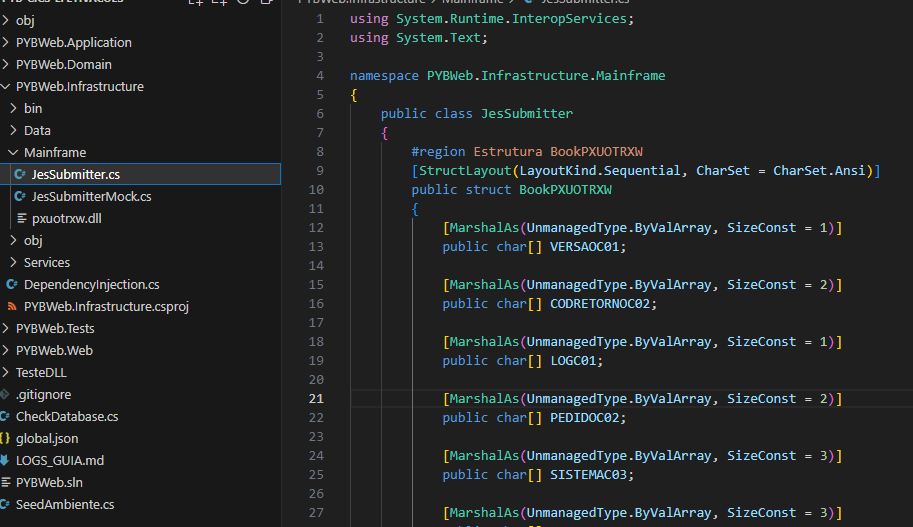 obj
PYBWeb.Application
PYBWeb.Domain
PYBWeb.Infrastructure
bin
Data
Mainframe
JesSubmitter.cs
JesSubmitterMock.cs
pxuotrxw.dll
obj
Services
DependencyInjection.cs
PYBWeb.Infrastructure.csproj
PYBWeb.Tests
PYBWeb.Web
TesteDLL
.gitignore
CheckDatabase.cs
global.json
LOGS_GUIA.md
PYBWeb.sln
SeedAmbiente.cs
PYBWeb.Infrastructure > Mainframe > JesSubmitter.cs
1 using System.Runtime.InteropServices;
2 using System.Text;
3
4 namespace PYBWeb.Infrastructure.Mainframe
5 {
6 public class JesSubmitter
7 {
8 #region Estrutura BookPXUOTRXW
9 [StructLayout(LayoutKind.Sequential, CharSet = CharSet.Ansi)]
10 public struct BookPXUOTRXW
11 {
12 [MarshalAs(UnmanagedType.ByValArray, SizeConst = 1)]
13 public char[] VERSAOC01;
14
15 [MarshalAs(UnmanagedType.ByValArray, SizeConst = 2)]
16 public char[] CODRETORNOC02;
17
18 [MarshalAs(UnmanagedType.ByValArray, SizeConst = 1)]
19 public char[] LOGC01;
20
21 [MarshalAs(UnmanagedType.ByValArray, SizeConst = 2)]
22 public char[] PEDIDOC02;
23
24 [MarshalAs(UnmanagedType.ByValArray, SizeConst = 3)]
25 public char[] SISTEMAC03;
26
27 [MarshalAs(UnmanagedType.ByValArray, SizeConst = 3)]